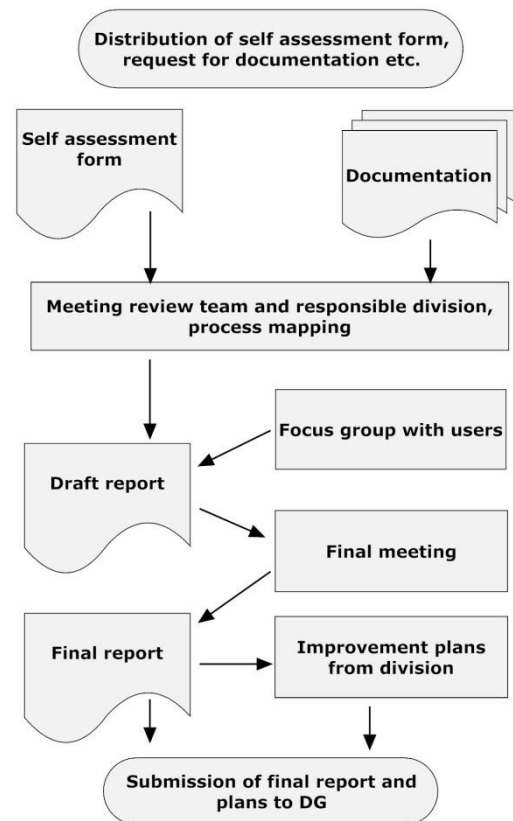 Distribution of self assessment form,
request for documentation etc.
Self assessment
form
Documentation
Meeting review team and responsible division,
process mapping
Focus group with users
Draft report
Final meeting
Final report
Improvement plans
from division
Submission of final report and
plans to DG